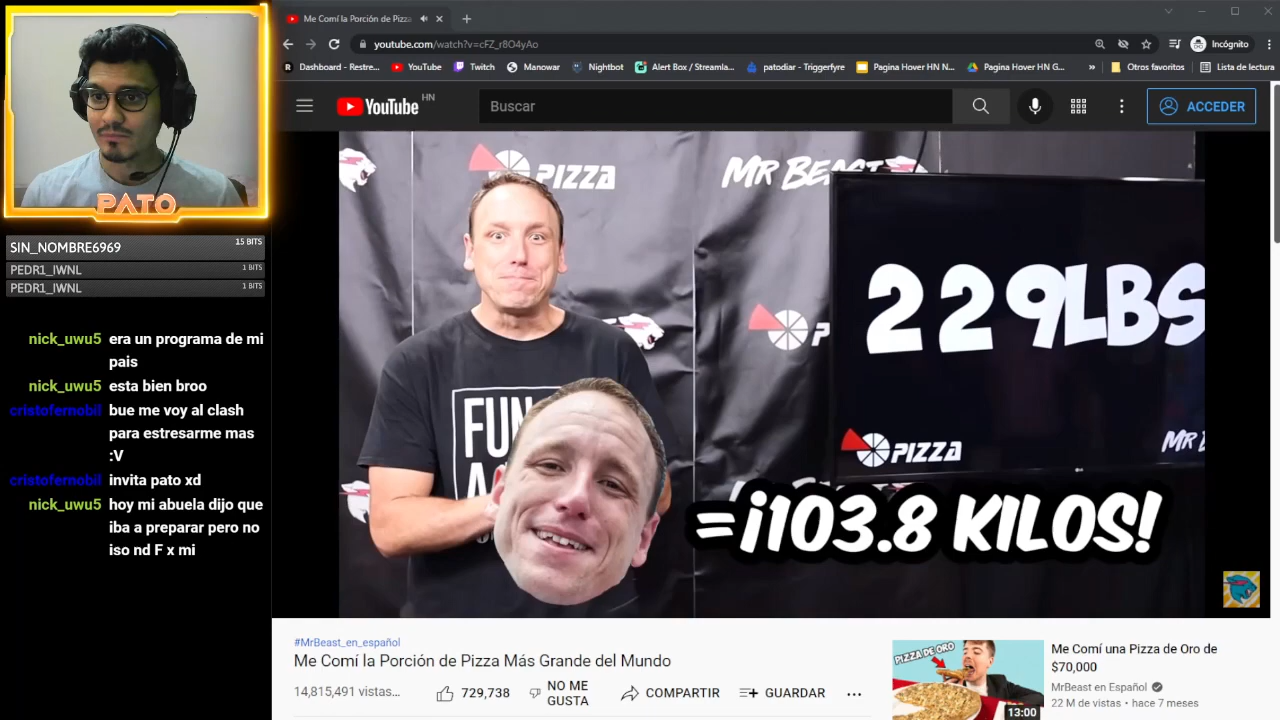 Me Comí la Porción de Pizza
youtube.com/watch?v=cFZ_r8O4yAo
Incógnito
Dashboard - Restre...
YouTube
Twitch
Manowar
Nightbot
Alert Box / Streamla...
patodiar - Triggerfyre
Pagina Hover HN N...
Pagina Hover HN G...
»
Otros favoritos
Lista de lectura
YouTube HN
Buscar
ACCEDER
PATO
SIN_NOMBRE6969 15 BITS
PEDR1_IWNL 1 BITS
PEDR1_IWNL 1 BITS
nick_uwu5 era un programa de mi
pais
nick_uwu5 esta bien broo
cristofernobil bue me voy al clash
para estresarme mas
:V
cristofernobil invita pato xd
nick_uwu5 hoy mi abuela dijo que
iba a preparar pero no
iso nd F x mi
PIZZA
MR BEAST
229LBS
FUN
PIZZA
MR B
=¡103.8 KILOS!
#MrBeast_en_español
Me Comí la Porción de Pizza Más Grande del Mundo
14,815,491 vistas...
729,738
NO ME
GUSTA
COMPARTIR
GUARDAR
PIZZA DE ORO
13:00
Me Comí una Pizza de Oro de
$70,000
MrBeast en Español
22 M de vistas • hace 7 meses